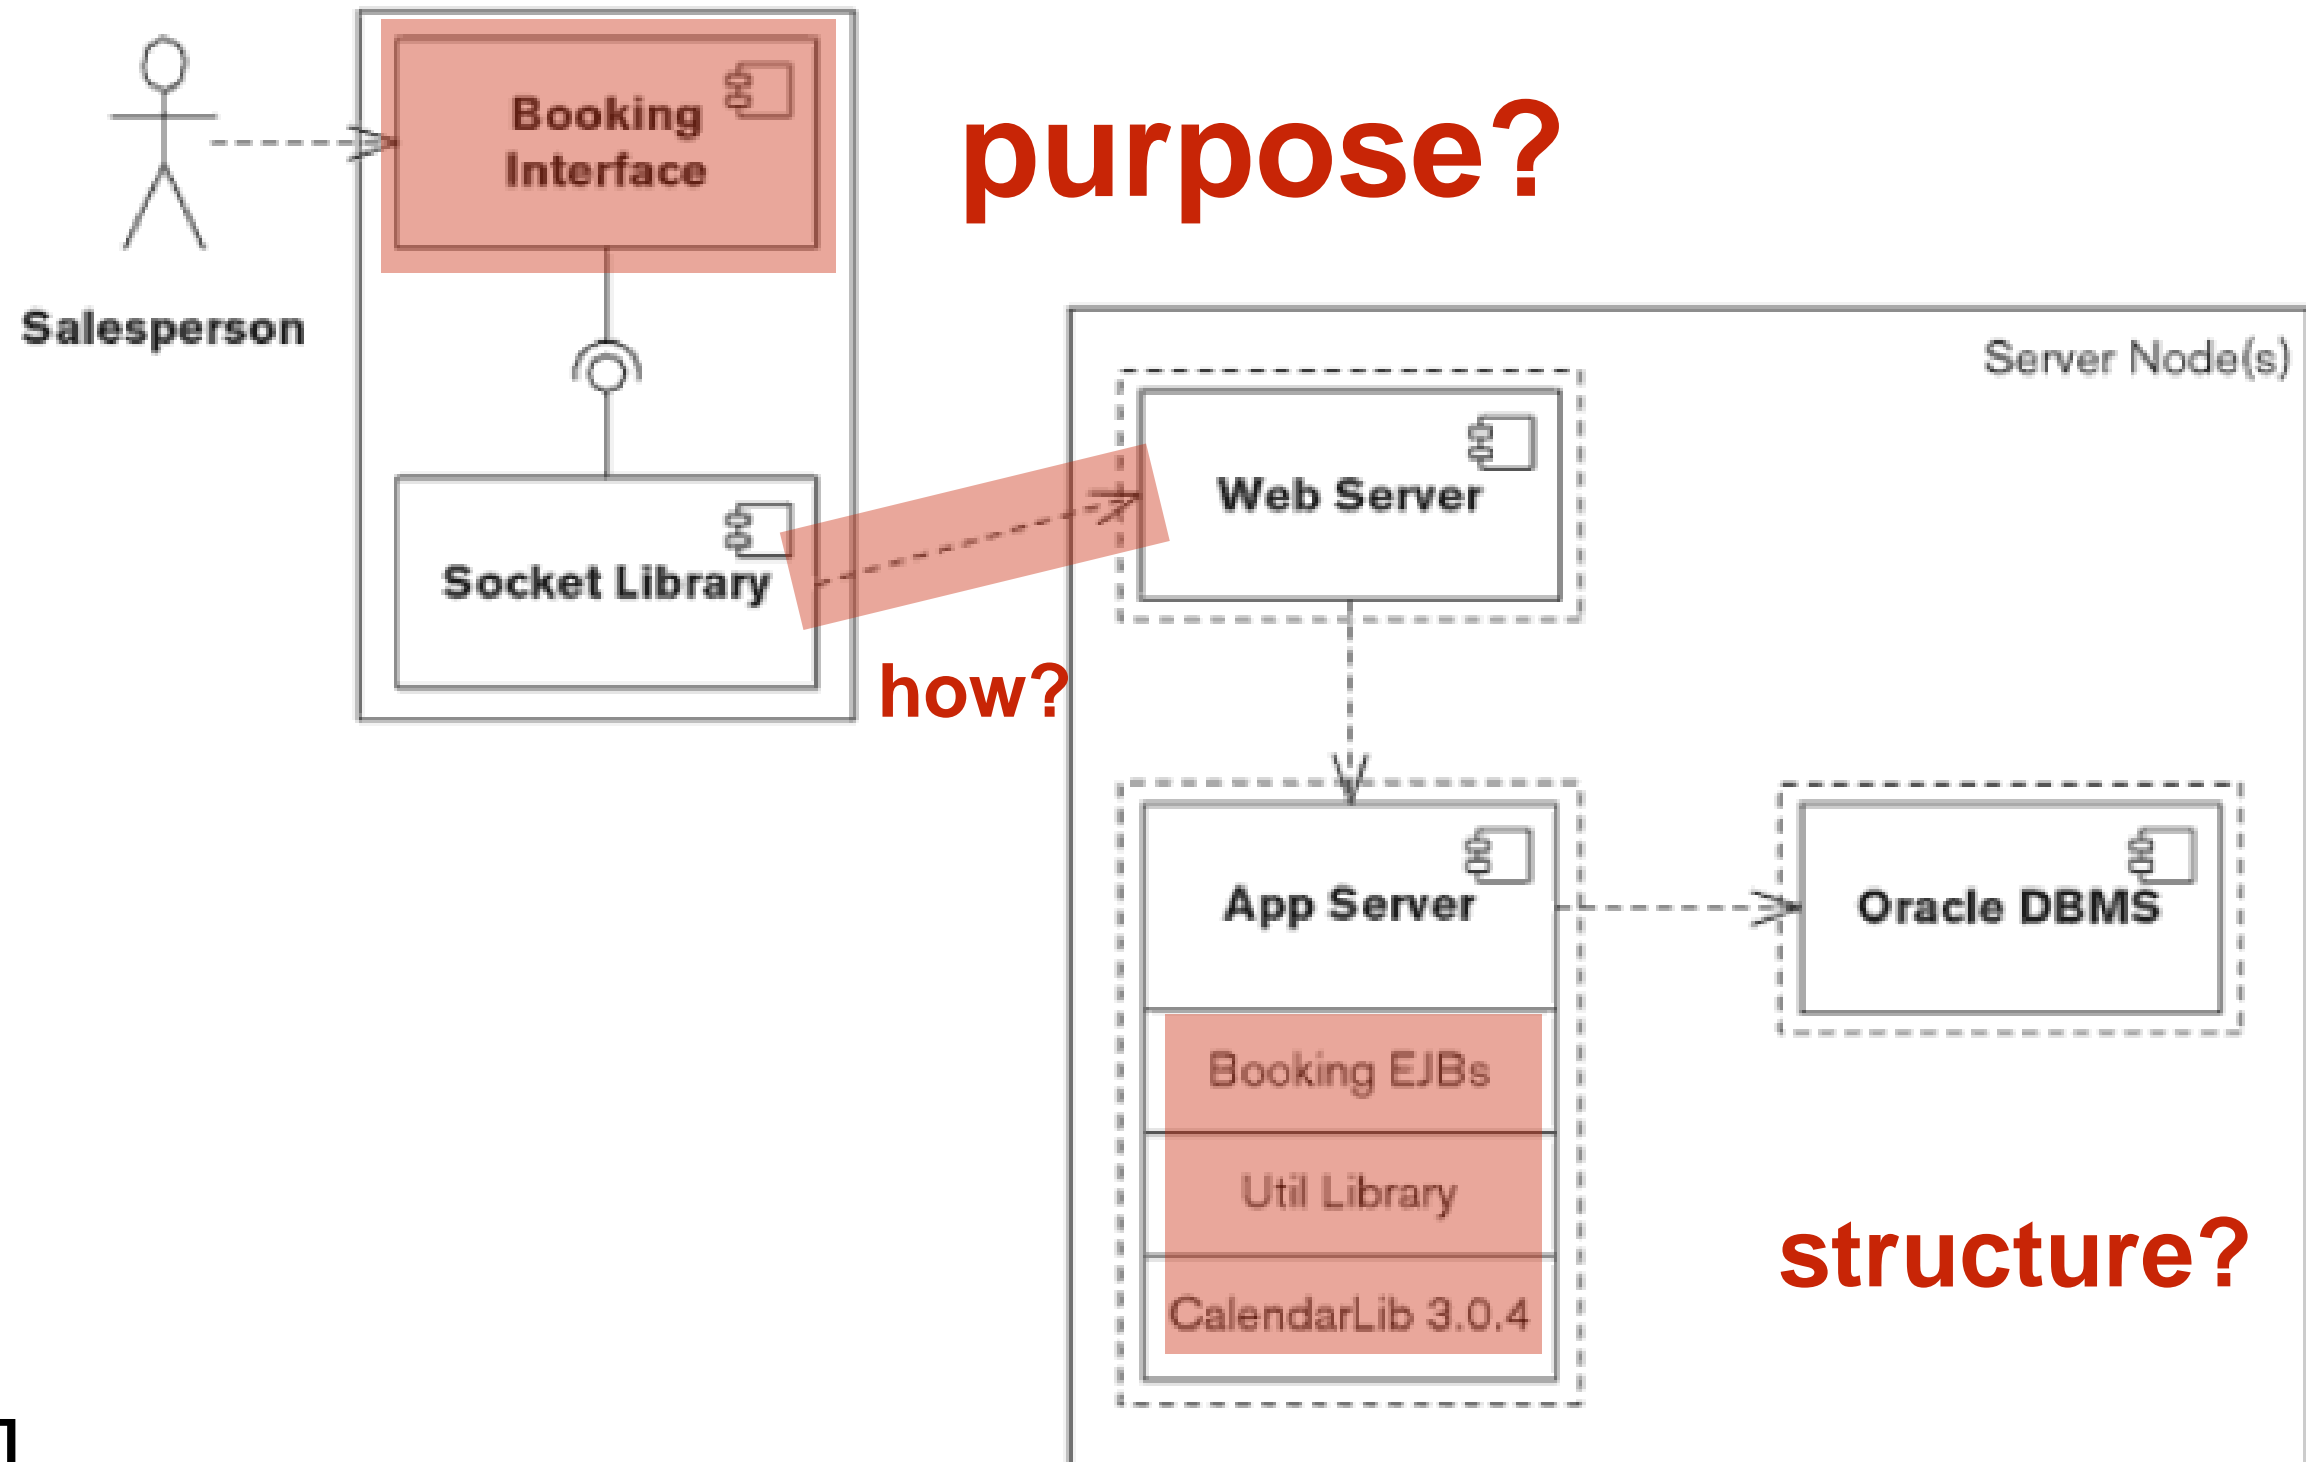 Booking
Interface
purpose?
Salesperson
Server Node(s)
Web Server
Socket Library
how?
App Server
Oracle DBMS
Booking EJBs
Util Library
structure?
CalendarLib 3.0.4
]